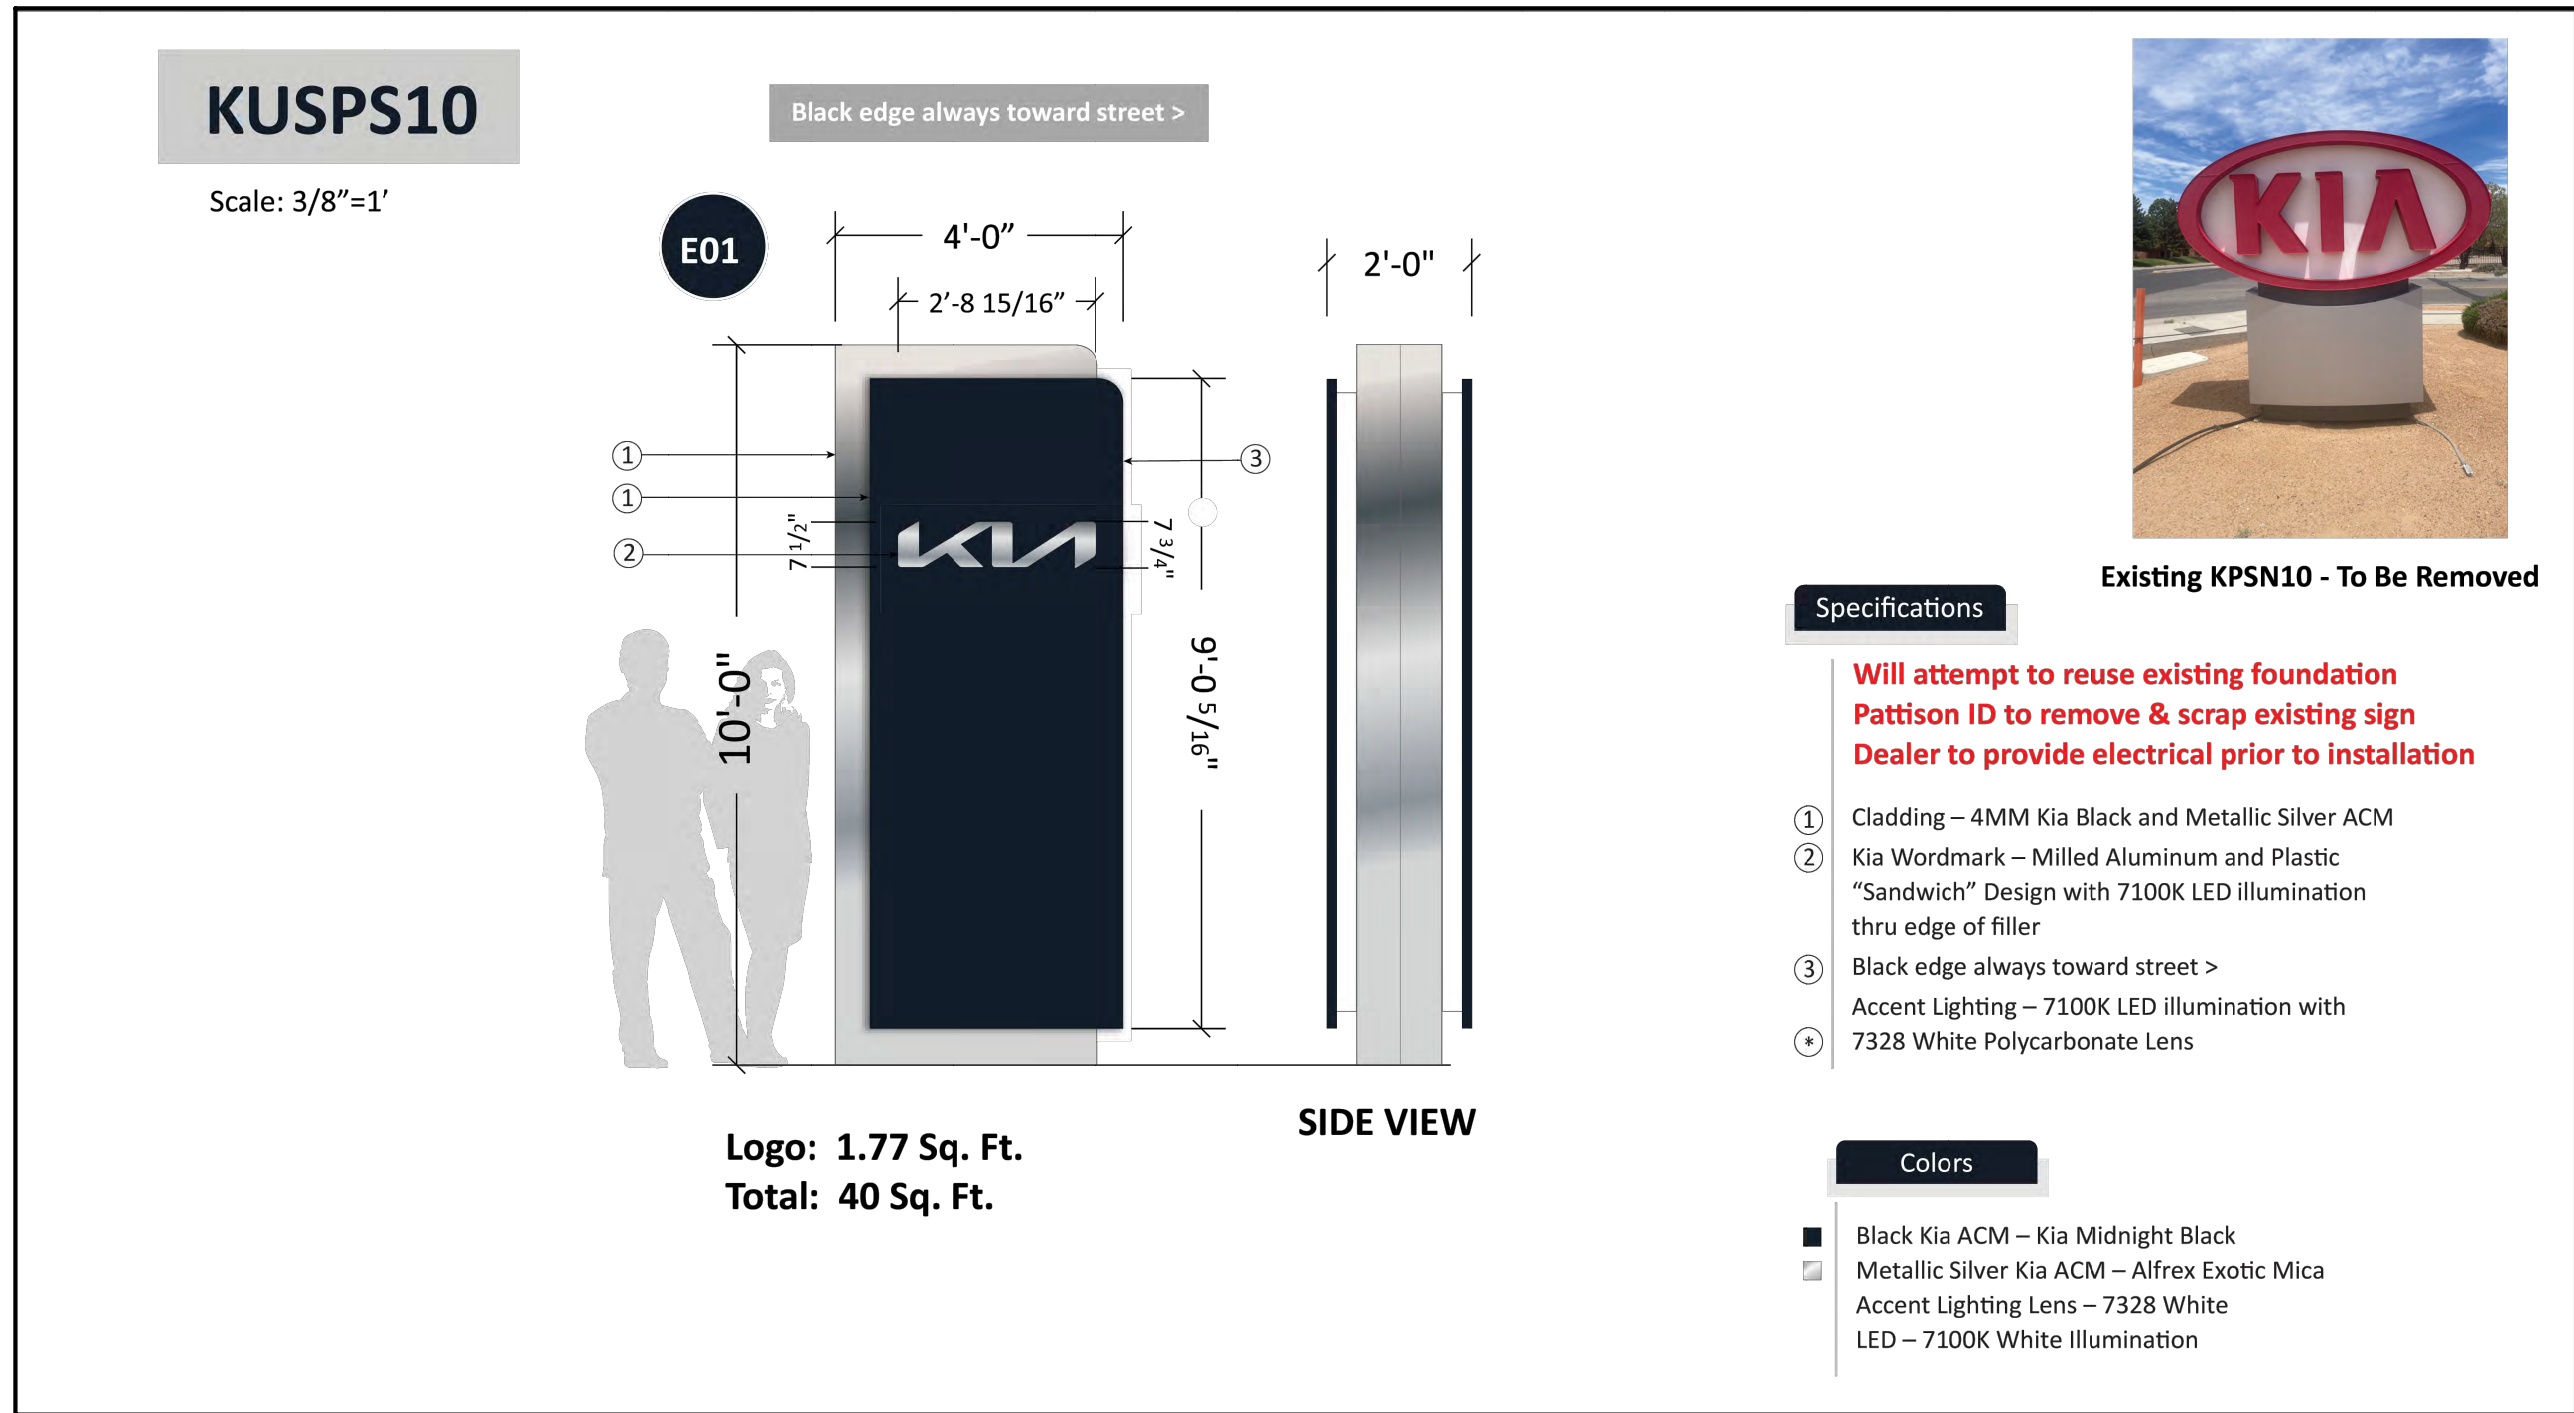 KUSPS10
Scale: 3/8”=1’
Black edge always toward street >
E01
4'-0”
2’-8 15/16”
2'-0"
1
1
2
3
7 1/2"
7 3/4"
KIA
10'-0"
9'-0 5/16"
SIDE VIEW
Logo: 1.77 Sq. Ft.
Total: 40 Sq. Ft.
KIA
Existing KPSN10 - To Be Removed
Specifications
Will attempt to reuse existing foundation
Pattison ID to remove & scrap existing sign
Dealer to provide electrical prior to installation
1 Cladding – 4MM Kia Black and Metallic Silver ACM
2 Kia Wordmark – Milled Aluminum and Plastic
“Sandwich” Design with 7100K LED illumination
thru edge of filler
3 Black edge always toward street >
Accent Lighting – 7100K LED illumination with
* 7328 White Polycarbonate Lens
Colors
Black Kia ACM – Kia Midnight Black
Metallic Silver Kia ACM – Alfrex Exotic Mica
Accent Lighting Lens – 7328 White
LED – 7100K White Illumination